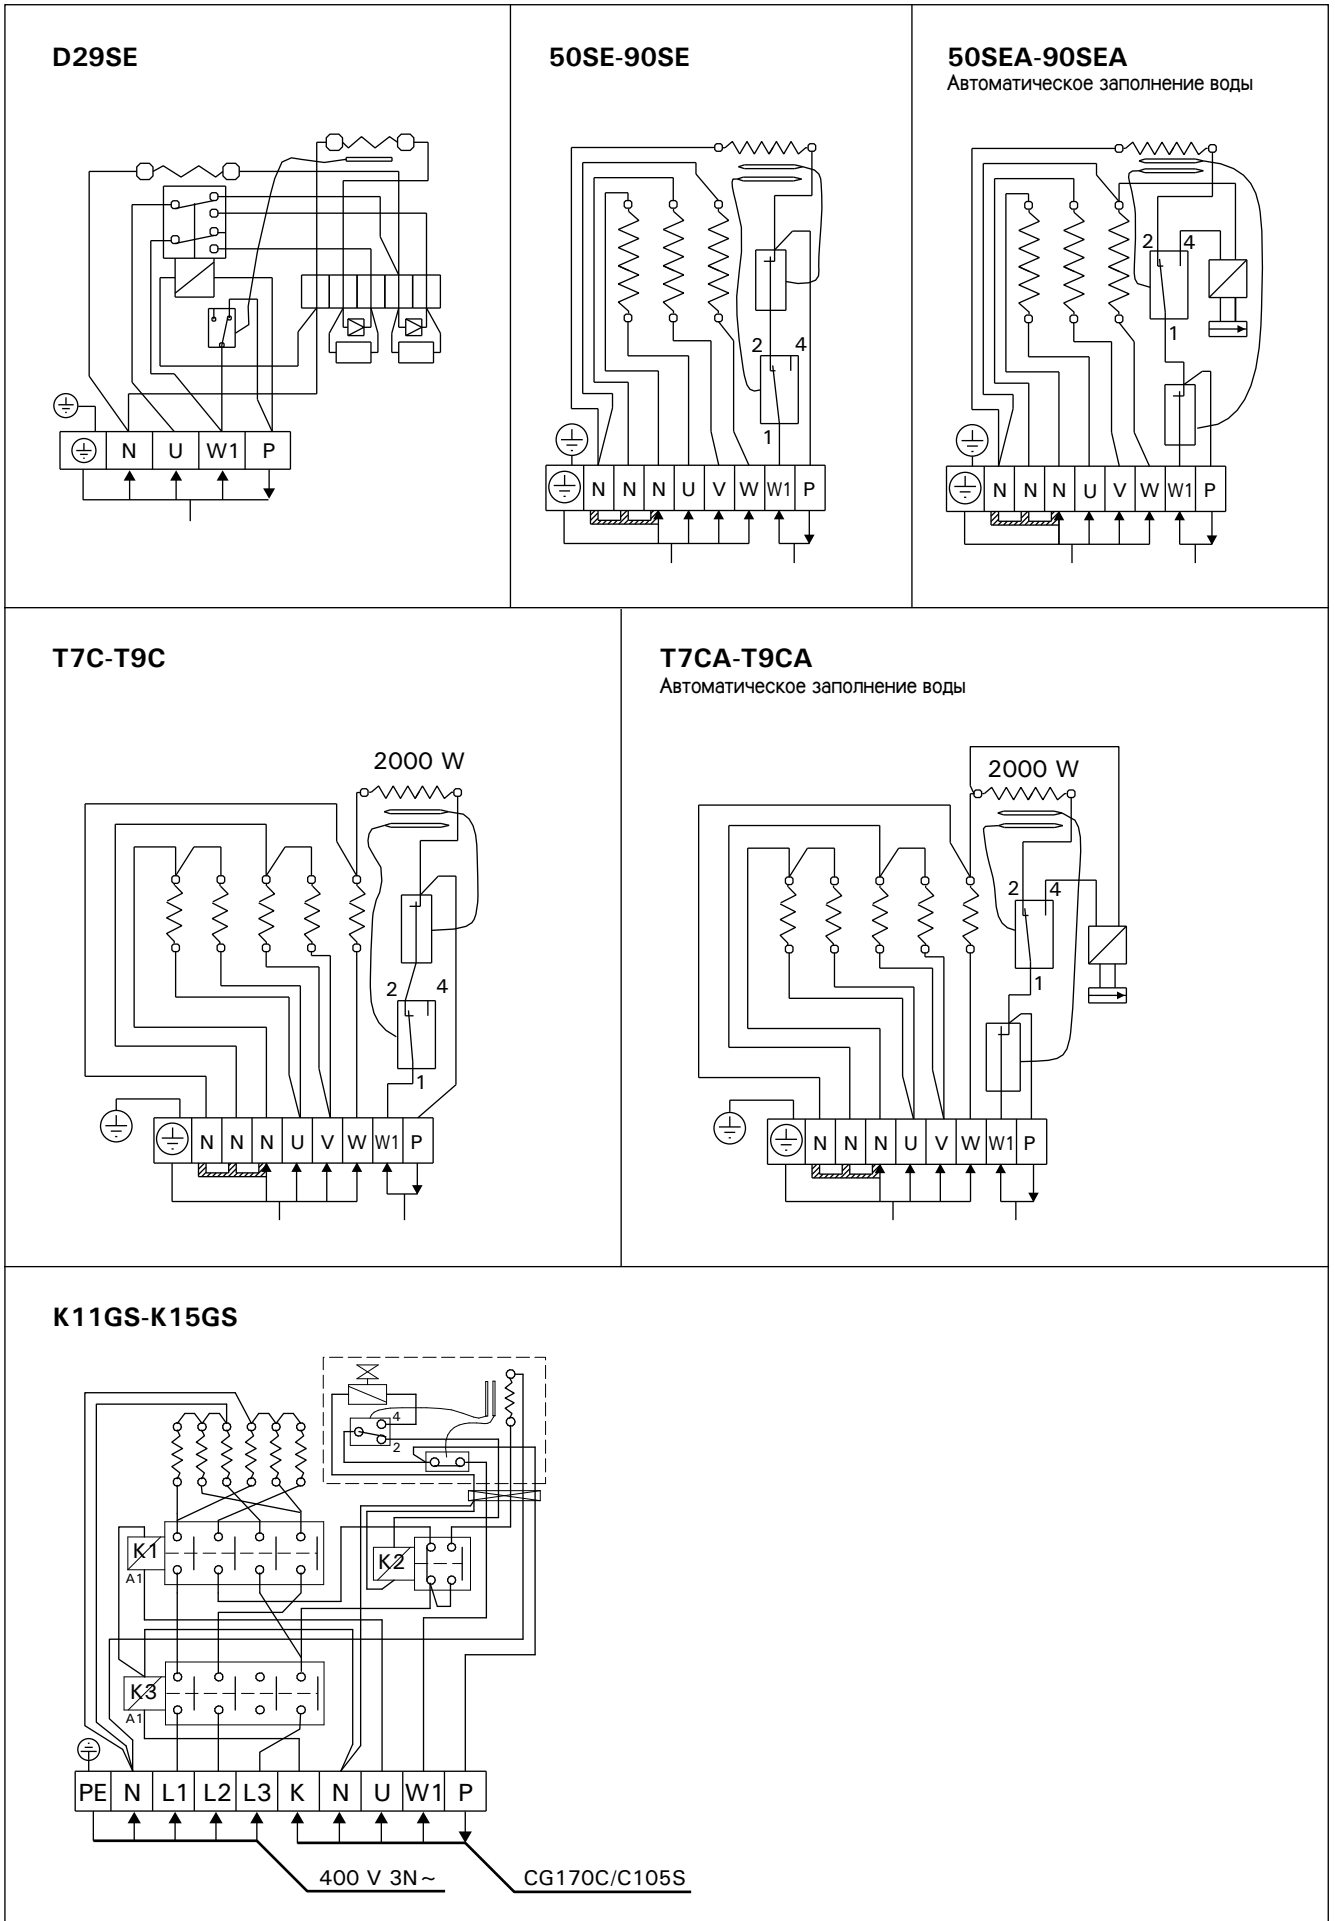 D29SE
N U W1 P
50SE-90SE
2 4
1
N N N U V W W1 P
50SEA-90SEA
Автоматическое заполнение воды
2 4
1
N N N U V W W1 P
T7C-T9C
2000 W
2 4
1
N N N U V W W1 P
T7CA-T9CA
Автоматическое заполнение воды
2000 W
2 4
1
N N N U V W W1 P
K11GS-K15GS
4
2
K1
A1
K2
K3
A1
PE N L1 L2 L3 K N U W1 P
400 V 3N~
CG170C/C105S